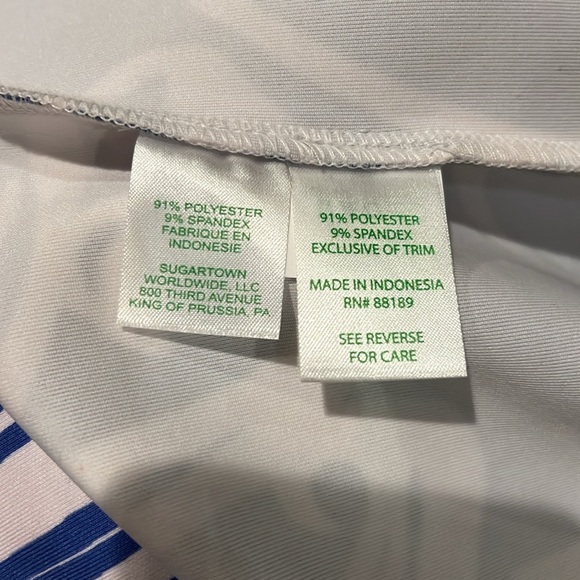 91% POLYESTER
9% SPANDEX
FABRIQUE EN
INDONESIE
SUGARTOWN
WORLDWIDE, LLC
800 THIRD AVENUE
KING OF PRUSSIA, PA
91% POLYESTER
9% SPANDEX
EXCLUSIVE OF TRIM
MADE IN INDONESIA
RN# 88189
SEE REVERSE
FOR CARE